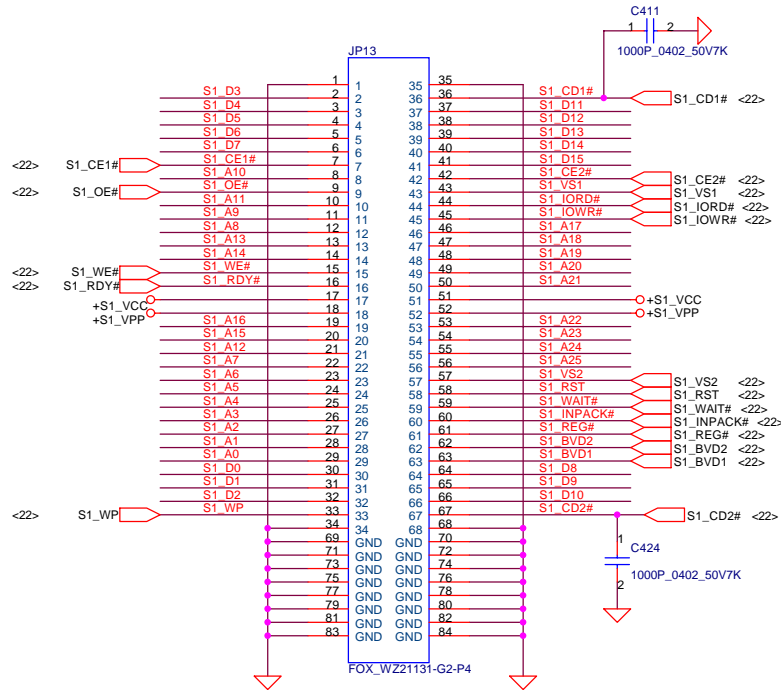 C411
1 2
1000P_0402_50V7K
JP13
1 1 35 35
S1_D3 2 2 36 36 S1_CD1# S1_CD1# <22>
S1_D4 3 3 37 37 S1_D11
S1_D5 4 4 38 38 S1_D12
S1_D6 5 5 39 39 S1_D13
S1_D7 6 6 40 40 S1_D14
<22> S1_CE1# S1_CE1# 7 7 41 41 S1_D15
S1_A10 8 8 42 42 S1_CE2# S1_CE2# <22>
<22> S1_OE# S1_OE# 9 9 43 43 S1_VS1 S1_VS1 <22>
S1_A11 10 10 44 44 S1_IORD# S1_IORD# <22>
S1_A9 11 11 45 45 S1_IOWR# S1_IOWR# <22>
S1_A8 12 12 46 46 S1_A17
S1_A13 13 13 47 47 S1_A18
S1_A14 14 14 48 48 S1_A19
<22> S1_WE# S1_WE# 15 15 49 49 S1_A20
<22> S1_RDY# S1_RDY# 16 16 50 50 S1_A21
+S1_VCC 17 17 51 51 +S1_VCC
+S1_VPP 18 18 52 52 +S1_VPP
S1_A16 19 19 53 53 S1_A22
S1_A15 20 20 54 54 S1_A23
S1_A12 21 21 55 55 S1_A24
S1_A7 22 22 56 56 S1_A25
S1_A6 23 23 57 57 S1_VS2 S1_VS2 <22>
S1_A5 24 24 58 58 S1_RST S1_RST <22>
S1_A4 25 25 59 59 S1_WAIT# S1_WAIT# <22>
S1_A3 26 26 60 60 S1_INPACK# S1_INPACK# <22>
S1_A2 27 27 61 61 S1_REG# S1_REG# <22>
S1_A1 28 28 62 62 S1_BVD2 S1_BVD2 <22>
S1_A0 29 29 63 63 S1_BVD1 S1_BVD1 <22>
S1_D0 30 30 64 64 S1_D8
S1_D1 31 31 65 65 S1_D9
S1_D2 32 32 66 66 S1_D10
<22> S1_WP S1_WP 33 33 67 67 S1_CD2# S1_CD2# <22>
34 34 68 68
69 GND GND 70
71 GND GND 72
73 GND GND 74
75 GND GND 76
77 GND GND 78
79 GND GND 80
81 GND GND 82
83 GND GND 84
1
C424
1000P_0402_50V7K
2
FOX_WZ21131-G2-P4